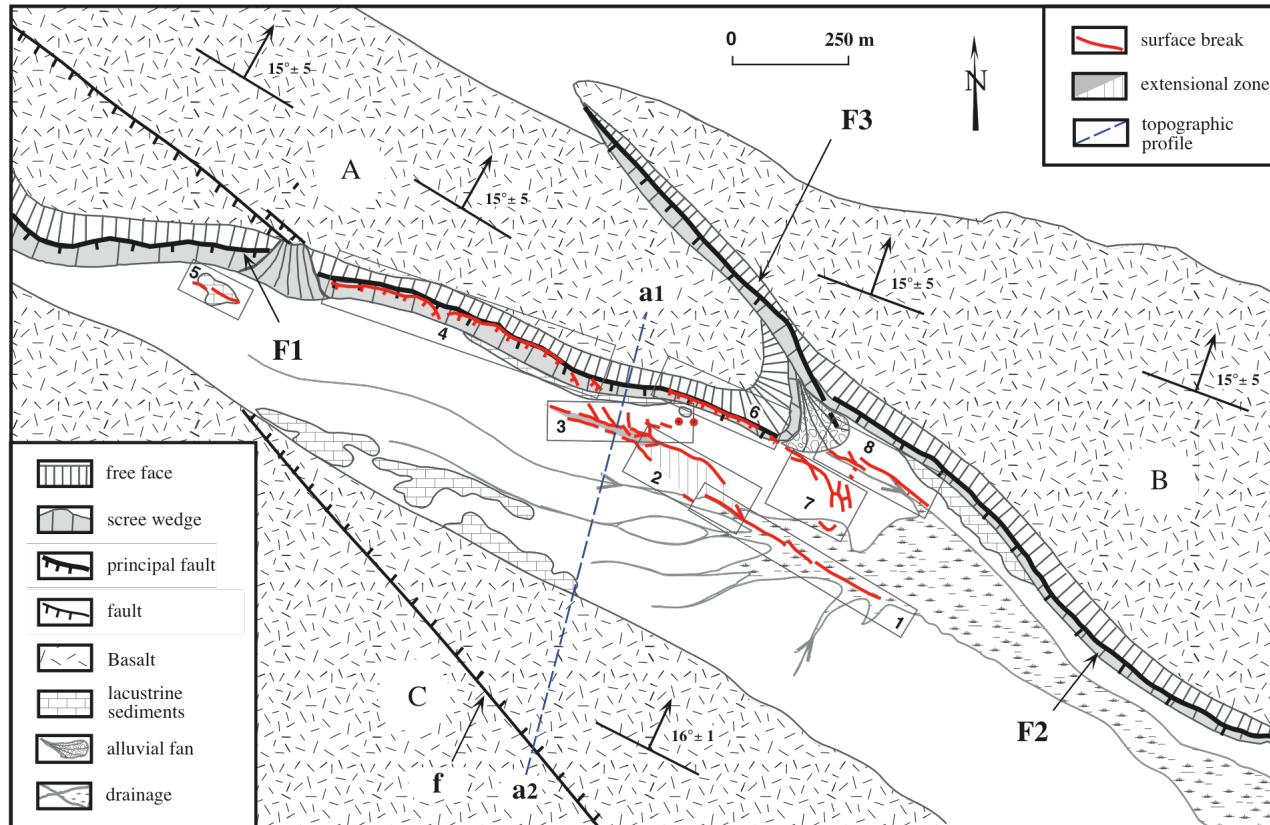 0 250 m
N
surface break
extensional zone
topographic
profile
15° ± 5
F3
A
15° ± 5
15° ± 5
a1
5
4
F1
15° ± 5
6
3
8
B
2
7
1
C
16° ± 1
F2
f
a2
free face
scree wedge
principal fault
fault
Basalt
lacustrine
sediments
alluvial fan
drainage